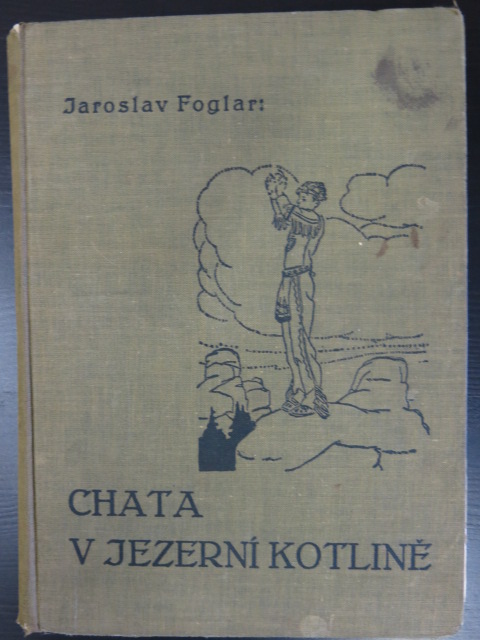 Jaroslav Foglar:
CHATA
V JEZERNÍ KOTLINĚ